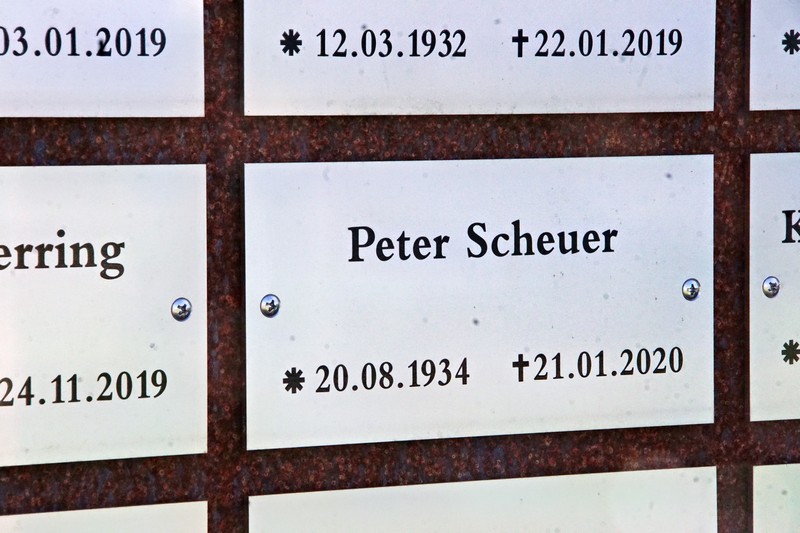 03.01.2019
* 12.03.1932 †22.01.2019
erring
24.11.2019
Peter Scheuer
* 20.08.1934 †21.01.2020
K
*
*